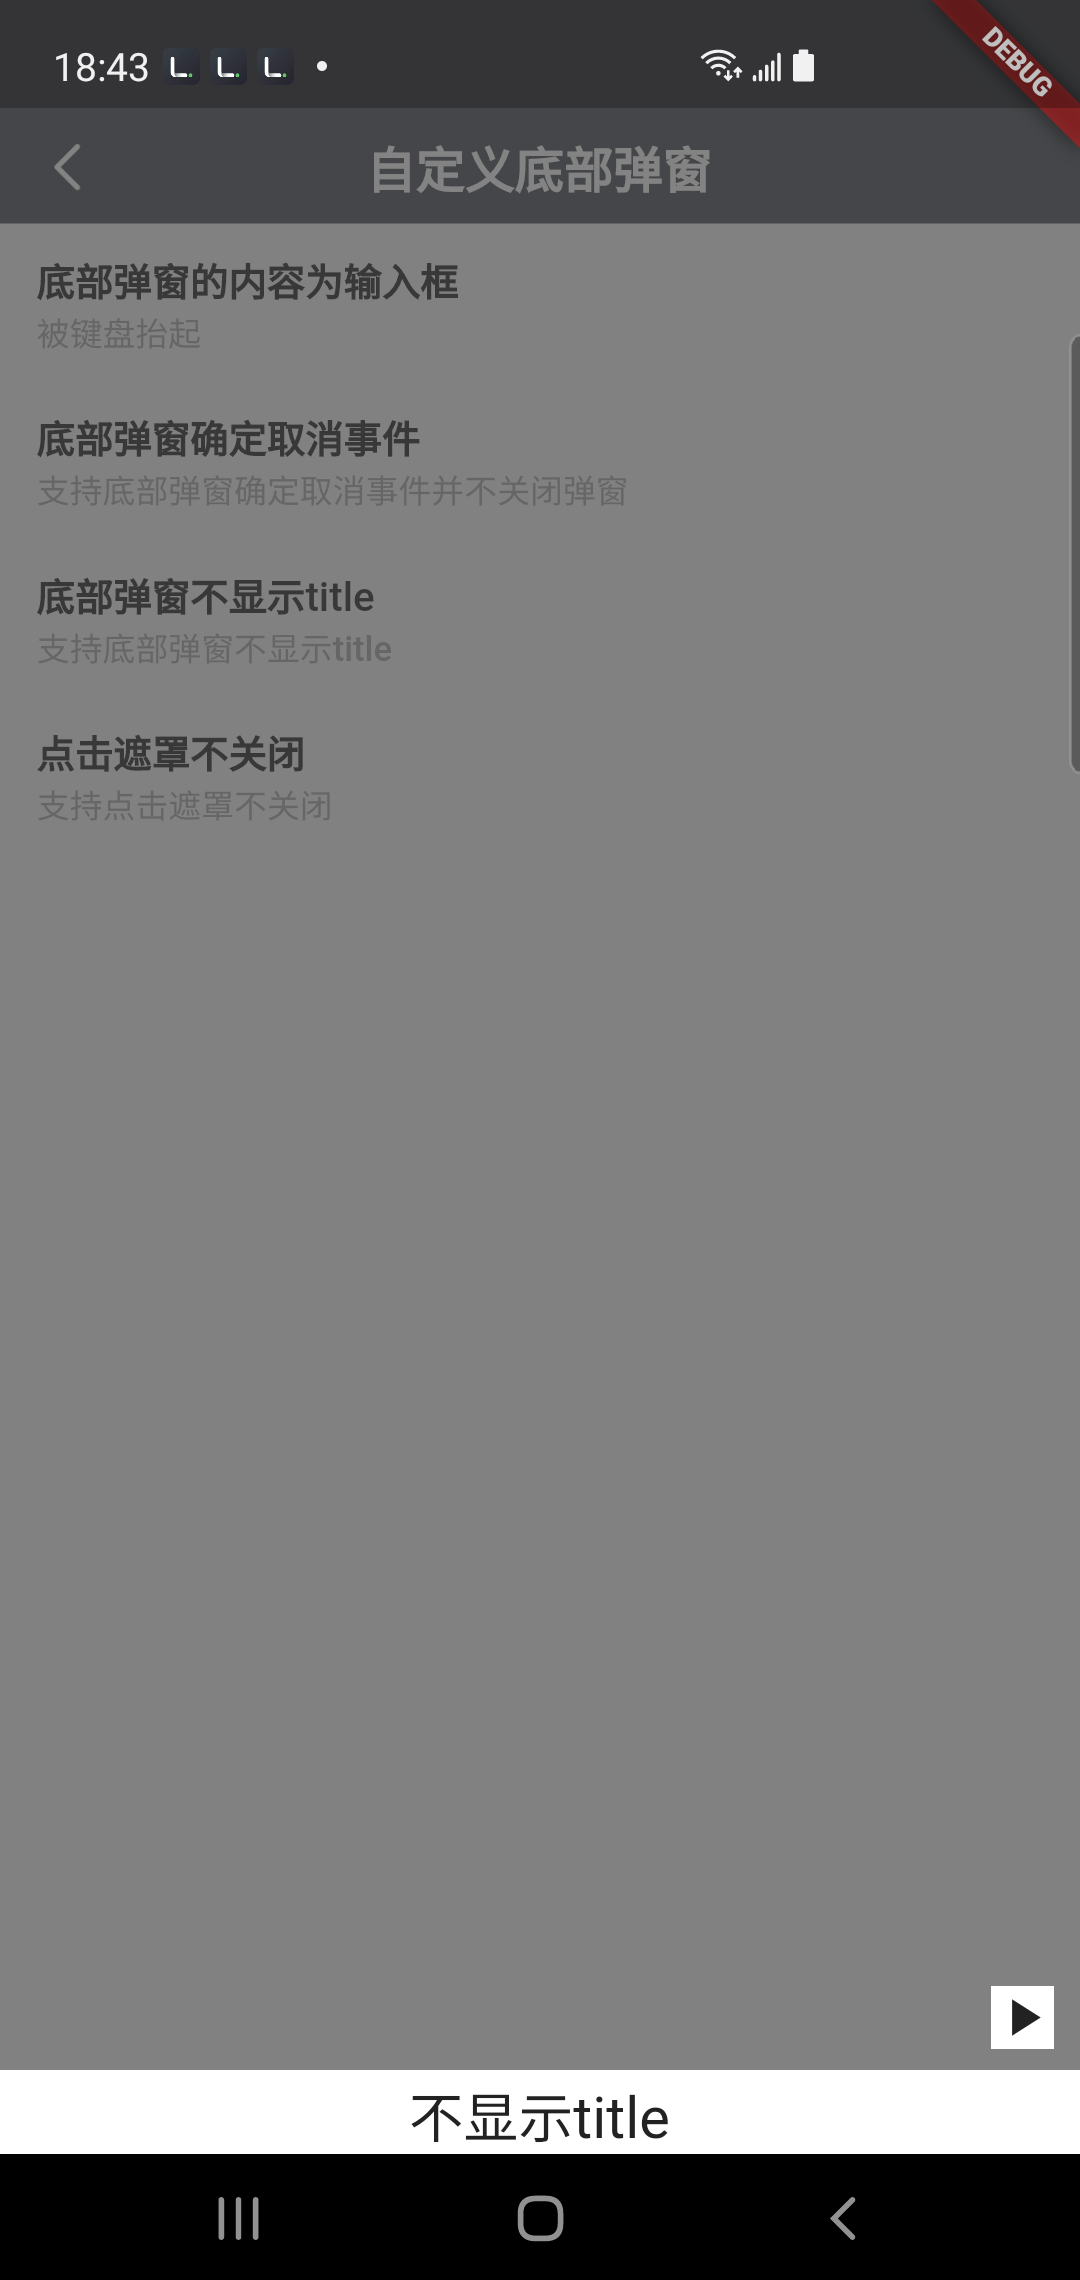 18:43
DEBUG
自定义底部弹窗
底部弹窗的内容为输入框
被键盘抬起
底部弹窗确定取消事件
支持底部弹窗确定取消事件并不关闭弹窗
底部弹窗不显示title
支持底部弹窗不显示title
点击遮罩不关闭
支持点击遮罩不关闭
不显示title